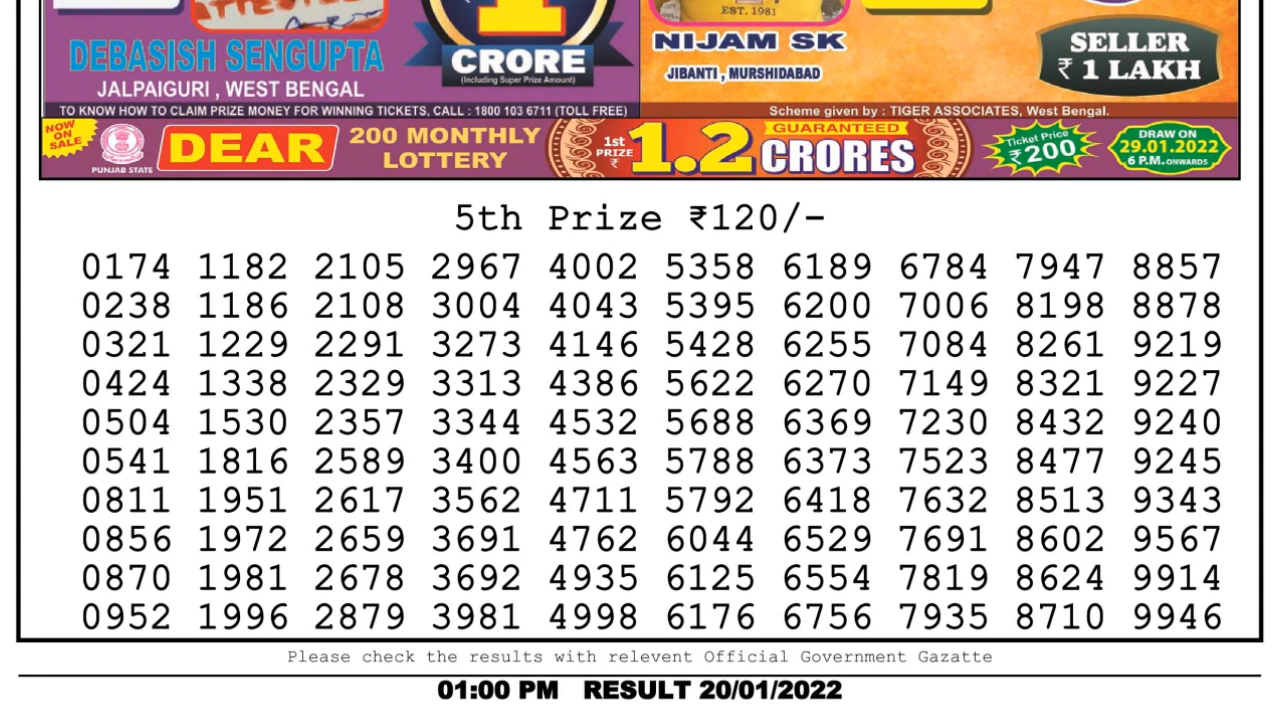 ATTESTED
EST. 1981
DEBASISH SENGUPTA
JALPAIGURI , WEST BENGAL
1
CRORE
(Including Super Prize Amount)
NIJAM SK
JIBANTI , MURSHIDABAD
SELLER
₹ 1 LAKH
TO KNOW HOW TO CLAIM PRIZE MONEY FOR WINNING TICKETS, CALL : 1800 103 6711 (TOLL FREE)
Scheme given by : TIGER ASSOCIATES, West Bengal.
NOW
ON
SALE
PUNJAB STATE
DEAR
200 MONTHLY
LOTTERY
1st
PRIZE
₹
1.2
GUARANTEED
CRORES
Ticket Price
₹200
DRAW ON
29.01.2022
6 P.M. ONWARDS
5th Prize ₹120/-
0174 1182 2105 2967 4002 5358 6189 6784 7947 8857
0238 1186 2108 3004 4043 5395 6200 7006 8198 8878
0321 1229 2291 3273 4146 5428 6255 7084 8261 9219
0424 1338 2329 3313 4386 5622 6270 7149 8321 9227
0504 1530 2357 3344 4532 5688 6369 7230 8432 9240
0541 1816 2589 3400 4563 5788 6373 7523 8477 9245
0811 1951 2617 3562 4711 5792 6418 7632 8513 9343
0856 1972 2659 3691 4762 6044 6529 7691 8602 9567
0870 1981 2678 3692 4935 6125 6554 7819 8624 9914
0952 1996 2879 3981 4998 6176 6756 7935 8710 9946
Please check the results with relevent Official Government Gazatte
01:00 PM RESULT 20/01/2022